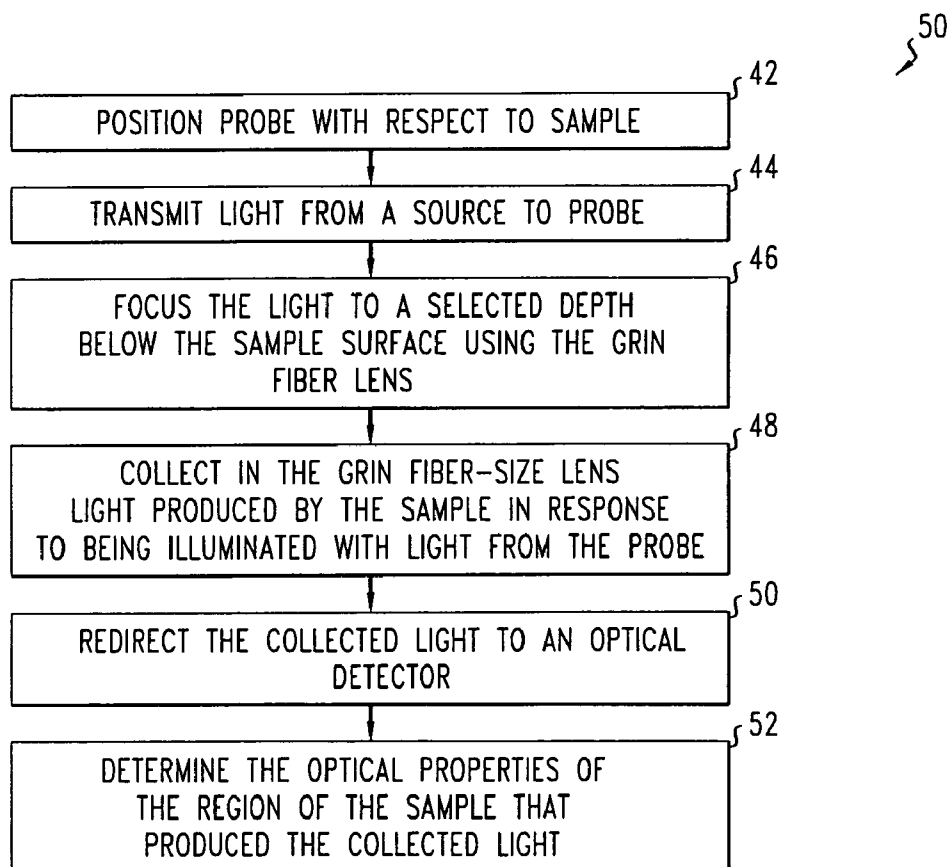 50
42
POSITION PROBE WITH RESPECT TO SAMPLE
44
TRANSMIT LIGHT FROM A SOURCE TO PROBE
46
FOCUS THE LIGHT TO A SELECTED DEPTH
BELOW THE SAMPLE SURFACE USING THE GRIN
FIBER LENS
48
COLLECT IN THE GRIN FIBER-SIZE LENS
LIGHT PRODUCED BY THE SAMPLE IN RESPONSE
TO BEING ILLUMINATED WITH LIGHT FROM THE PROBE
50
REDIRECT THE COLLECTED LIGHT TO AN OPTICAL
DETECTOR
52
DETERMINE THE OPTICAL PROPERTIES OF
THE REGION OF THE SAMPLE THAT
PRODUCED THE COLLECTED LIGHT